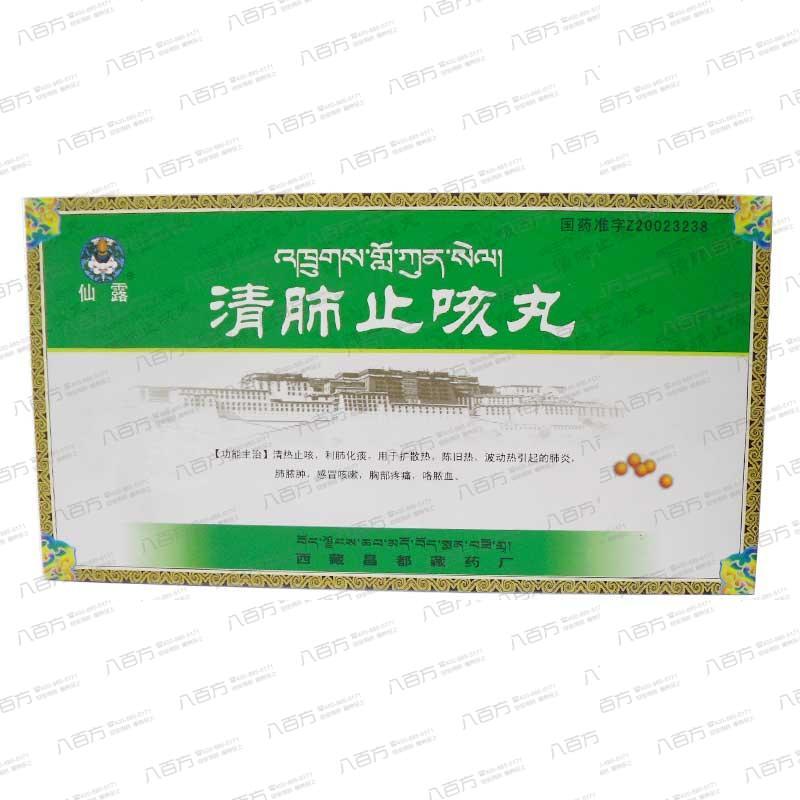 国药准字Z20023238
འཁྲུགས་གློ་ཀུན་སེལ།
仙露
清肺止咳丸
【功能主治】清热止咳，利肺化痰，用于扩散热，陈旧热，波动热引起的肺炎，
肺脓肿，感冒咳嗽，胸部疼痛，咯脓血。
西藏昌都藏药厂
八百方